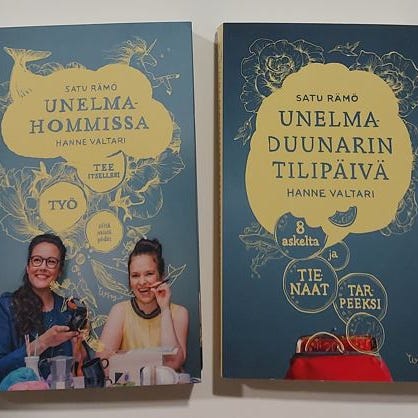 SATU RÄMÖ
UNELMA-
HOMMISSA
HANNE VALTARI
TEE
ITSELLESI
TYÖ
josta
SATU RÄMÖ
UNELMA-
DUUNARIN
TILIPÄIVÄ
HANNE VALTARI
8
askelta
ja
TIE-
NAAT
TAR-
PEEKSI